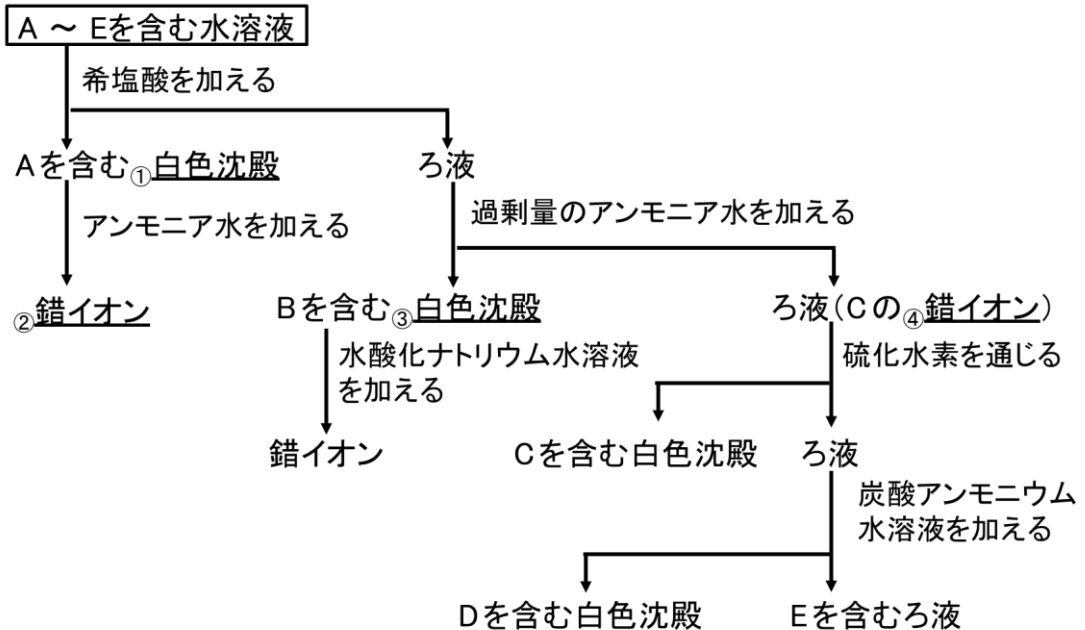 A ～ Eを含む水溶液
希塩酸を加える
Aを含む①白色沈殿
ろ液
アンモニア水を加える
過剰量のアンモニア水を加える
②錯イオン
Bを含む③白色沈殿
ろ液(Cの④錯イオン)
水酸化ナトリウム水溶液
を加える
硫化水素を通じる
錯イオン
Cを含む白色沈殿
ろ液
炭酸アンモニウム
水溶液を加える
Dを含む白色沈殿
Eを含むろ液